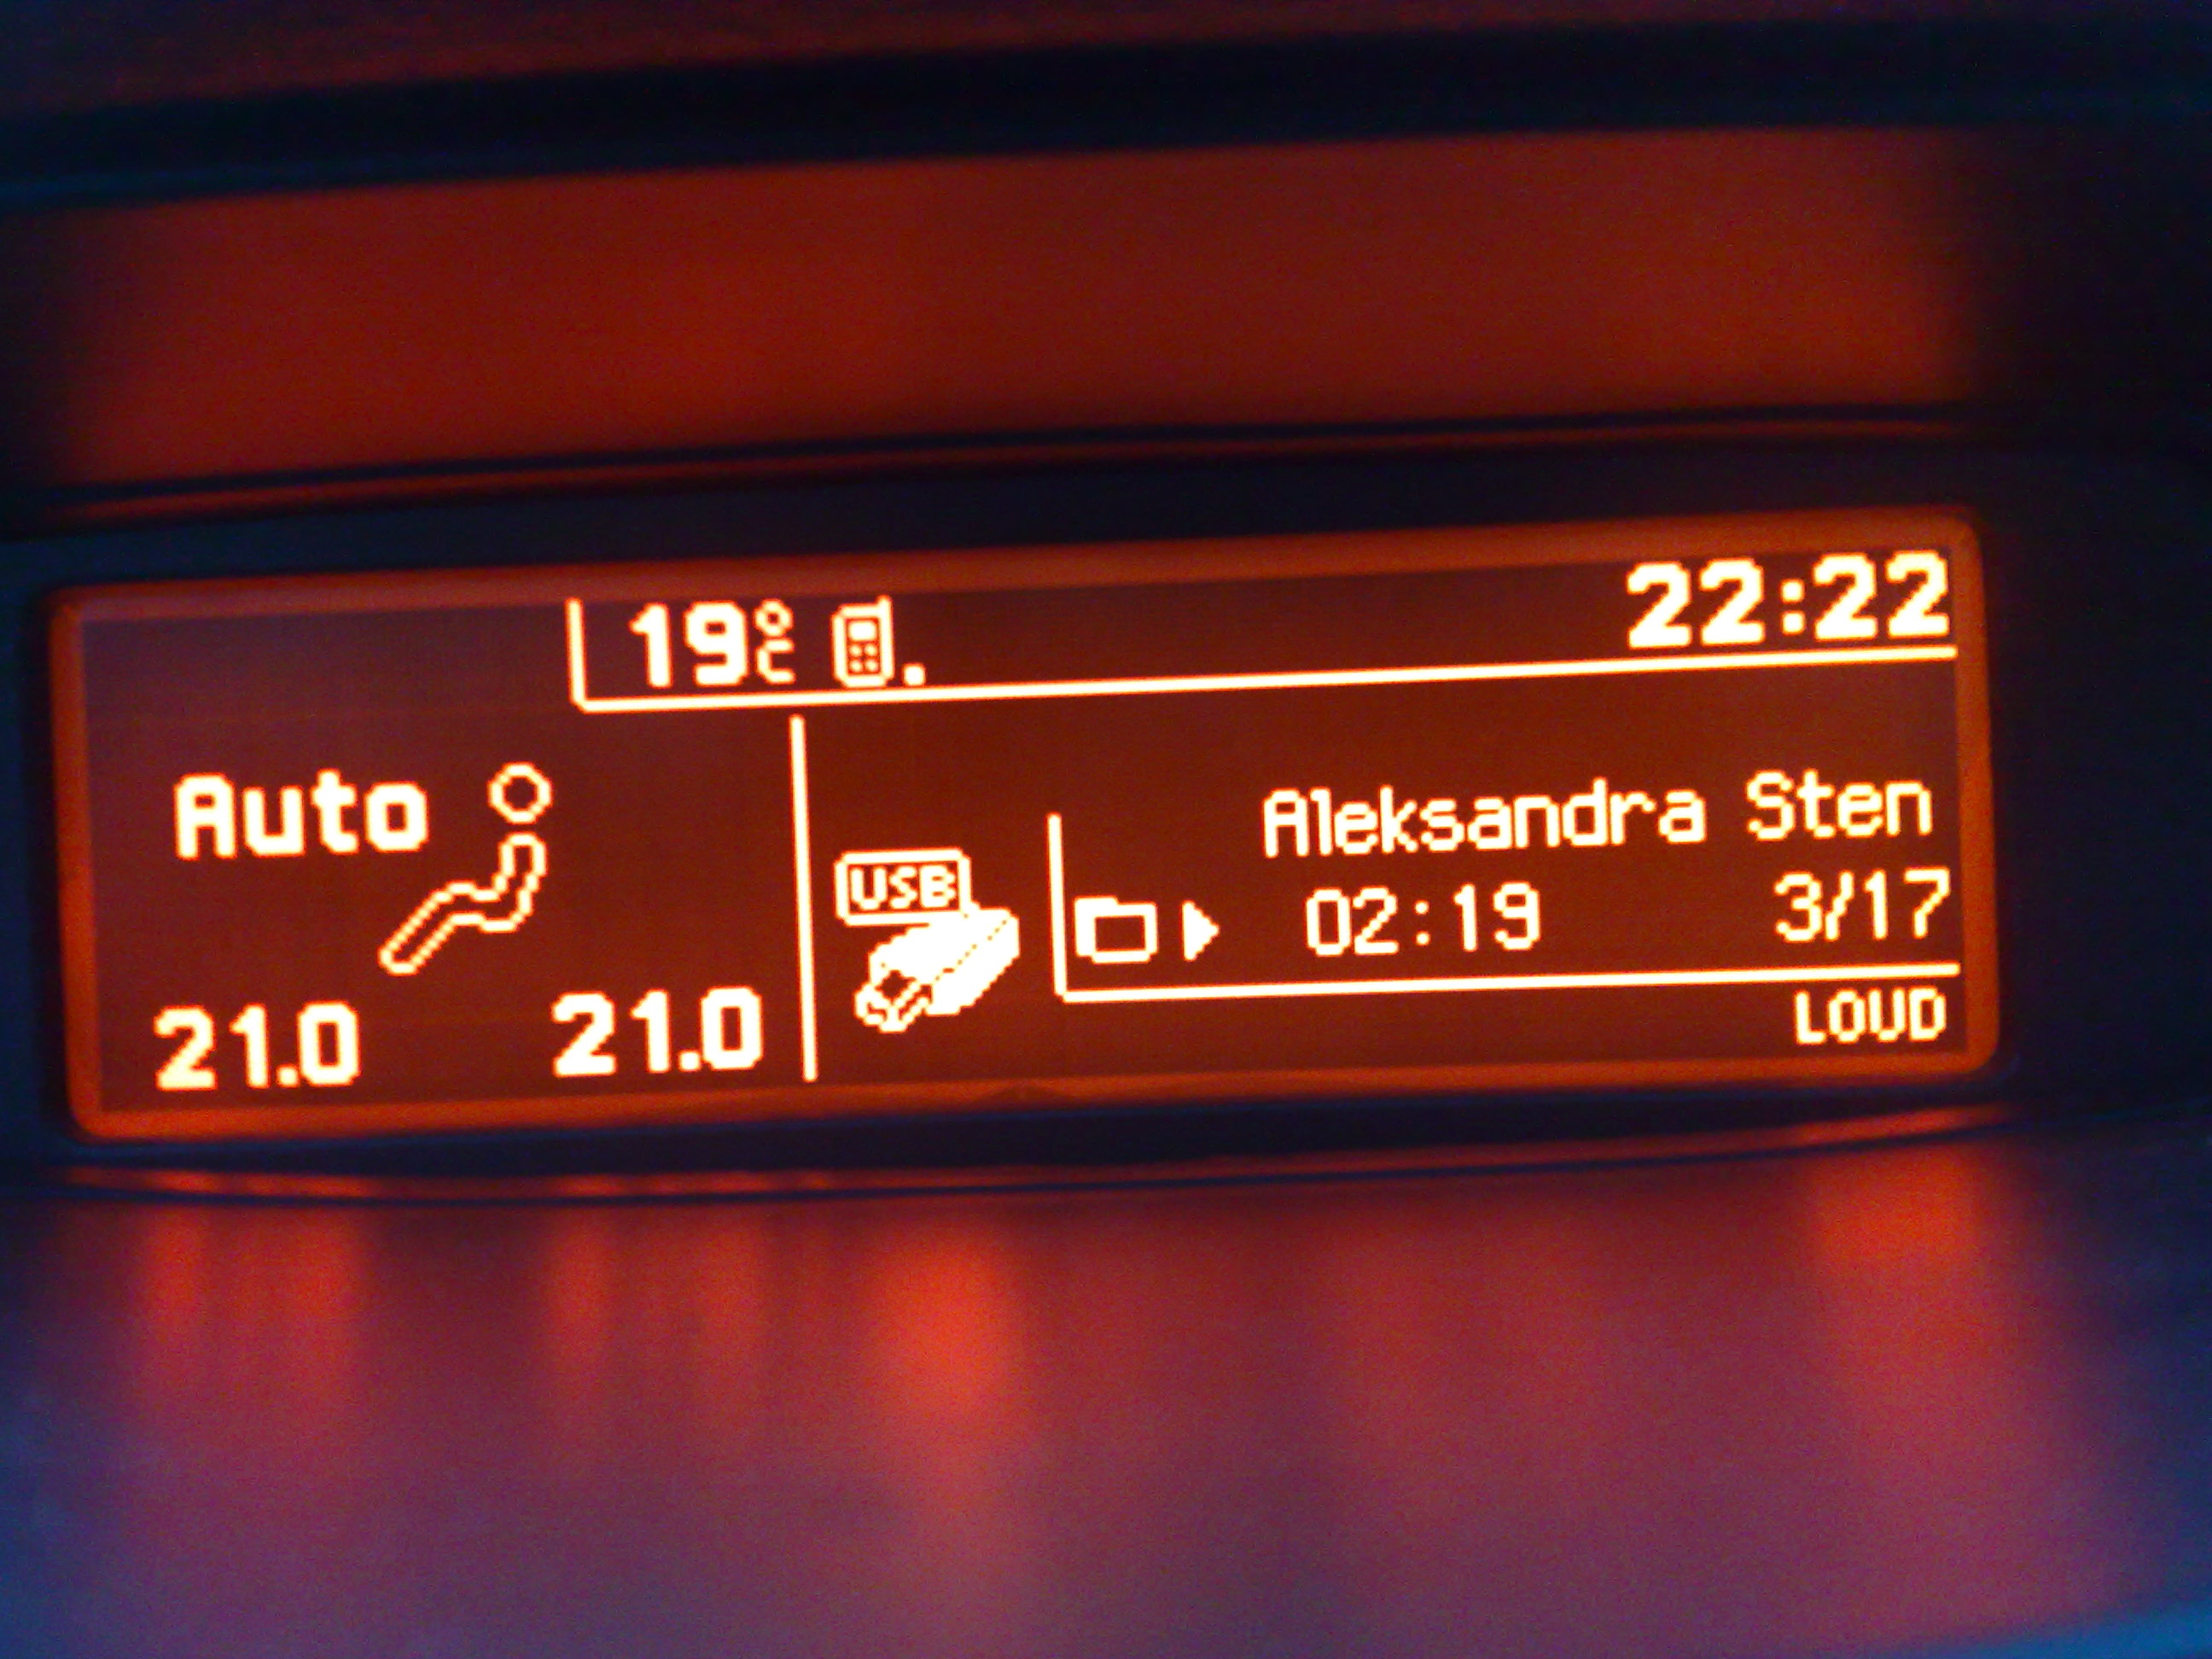 19°C 22:22
Auto
Aleksandra Sten
USB
02:19 3/17
21.0 21.0
LOUD